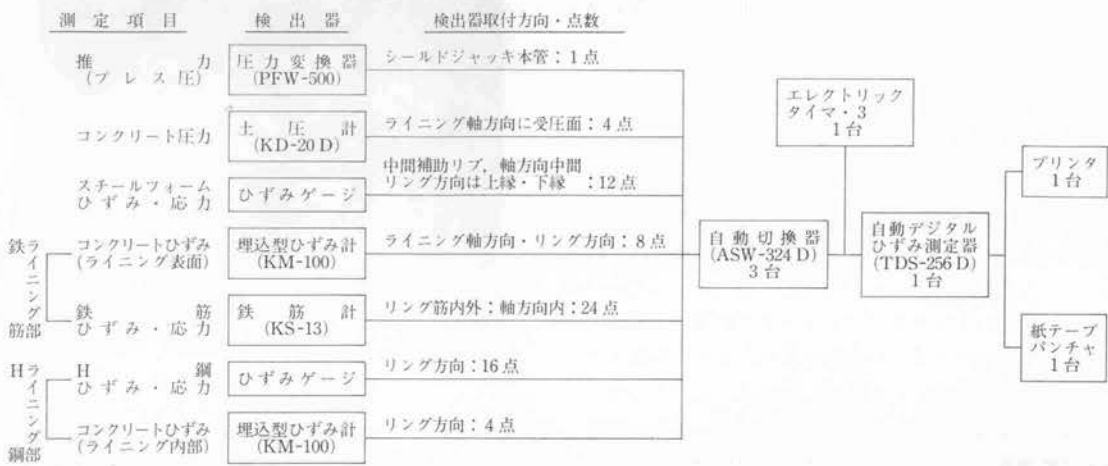 測定項目 検出器 検出器取付方向・点数
推力
(プレス圧)
圧力変換器
(PFW-500)
シールドジャッキ本管:1点
コンクリート圧力
土圧計
(KD-20D)
ライニング軸方向に受圧面:4点
スチールフォーム
ひずみ・応力
ひずみゲージ
中間補助リブ,軸方向中間
リング方向は上縁・下縁 :12点
鉄筋部
ライニング
コンクリートひずみ
(ライニング表面)
埋込型ひずみ計
(KM-100)
ライニング軸方向・リング方向:8点
鉄筋
ひずみ・応力
鉄筋計
(KS-13)
リング筋内外:軸方向内:24点
H鋼部
ライニング
H鋼
ひずみ・応力
ひずみゲージ
リング方向:16点
コンクリートひずみ
(ライニング内部)
埋込型ひずみ計
(KM-100)
リング方向:4点
エレクトリック
タイマ・3
1台
自動切換器
(ASW-324D)
3台
自動デジタル
ひずみ測定器
(TDS-256D)
1台
プリンタ
1台
紙テープ
パンチャ
1台